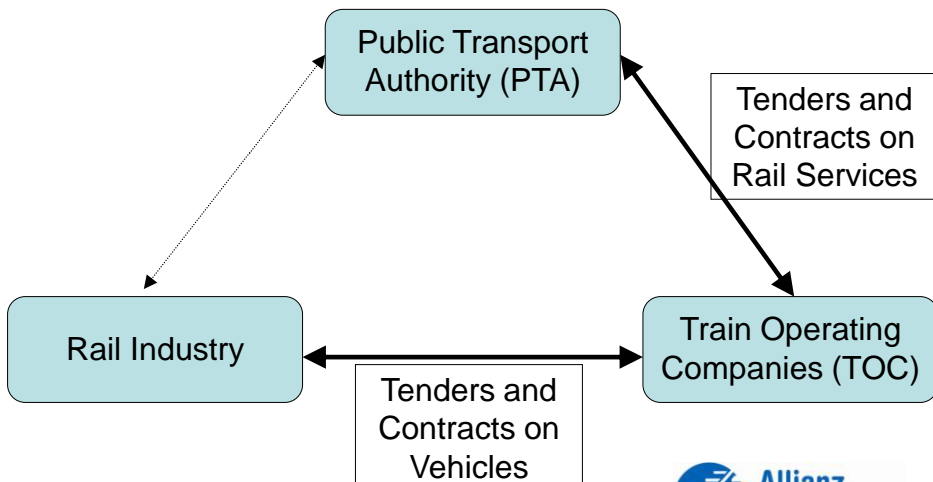 Public Transport
Authority (PTA)
Tenders and
Contracts on
Rail Services
Rail Industry
Train Operating
Companies (TOC)
Tenders and
Contracts on
Vehicles
Allianz